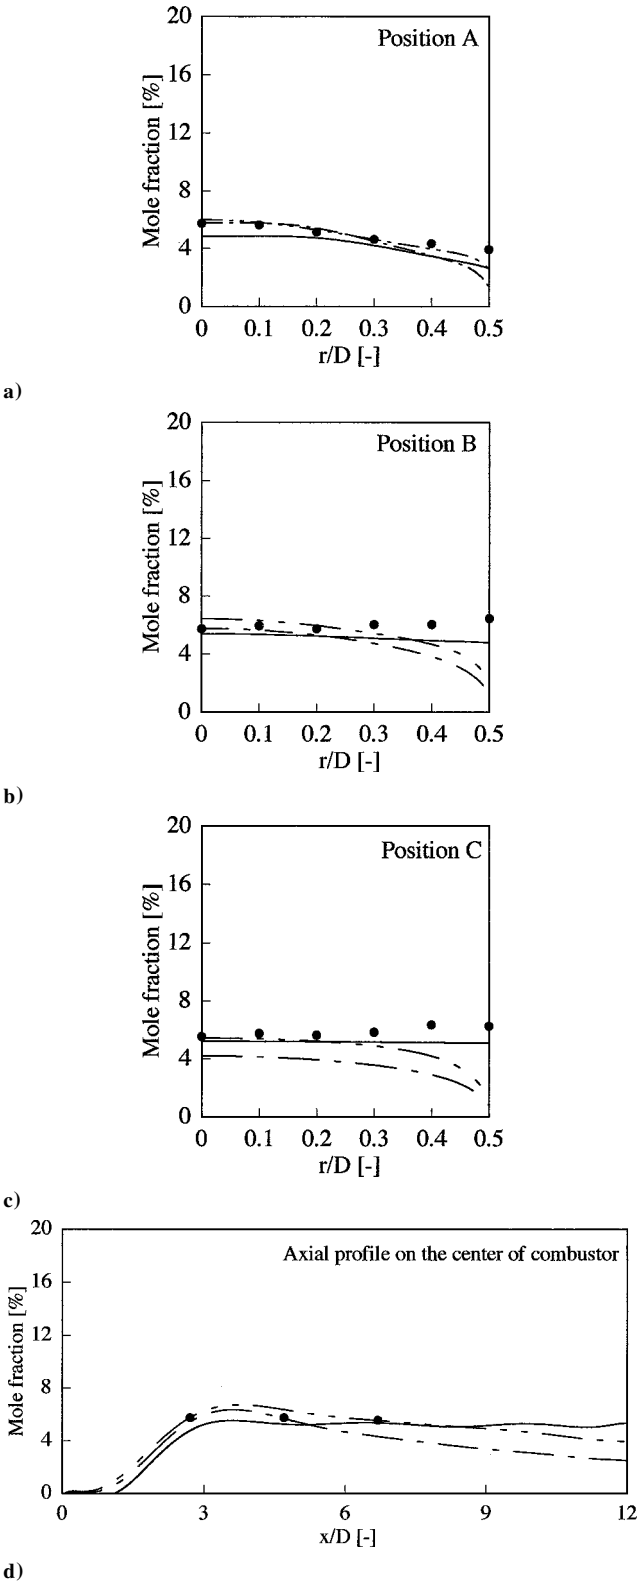 20
Position A
16
12
8
4
0
Mole fraction [%]
0 0.1 0.2 0.3 0.4 0.5
r/D [-]
a)
20
Position B
16
12
8
4
0
Mole fraction [%]
0 0.1 0.2 0.3 0.4 0.5
r/D [-]
b)
20
Position C
16
12
8
4
0
Mole fraction [%]
0 0.1 0.2 0.3 0.4 0.5
r/D [-]
c)
20
Axial profile on the center of combustor
16
12
8
4
0
Mole fraction [%]
0 3 6 9 12
x/D [-]
d)